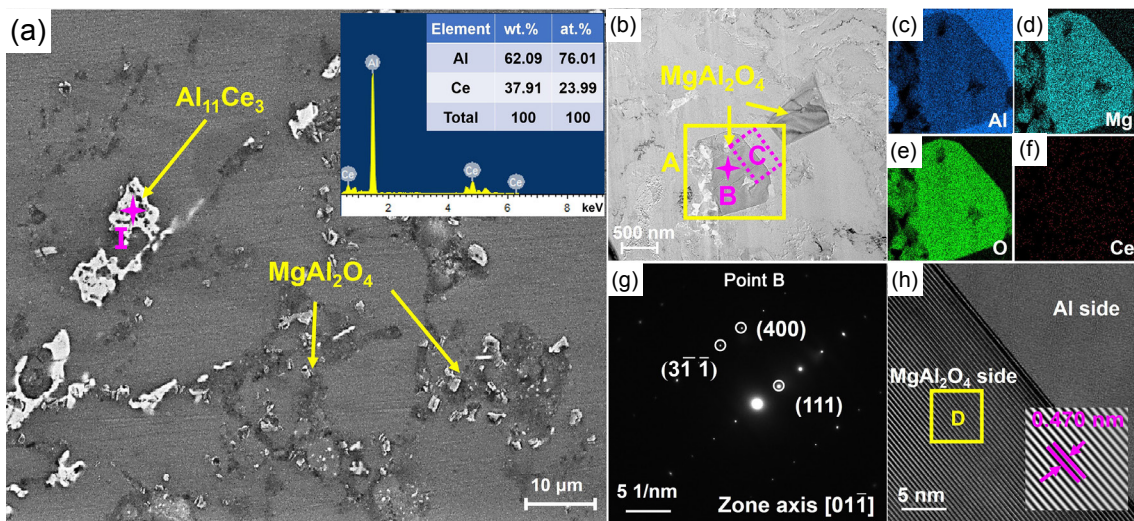 (a)
Al₁₁Ce₃
I
MgAl₂O₄
10 μm
Element wt.% at.%
Al 62.09 76.01
Ce 37.91 23.99
Total 100 100
Al
Ce
Ce
Ce
2 4 6 8 keV
(b)
MgAl₂O₄
A
B
C
500 nm
(c)
Al
(d)
Mg
(e)
O
(f)
Ce
(g)
Point B
(400)
(31̅ 1̅)
(111)
5 1/nm
Zone axis [011̅]
(h)
Al side
MgAl₂O₄ side
D
0.470 nm
5 nm